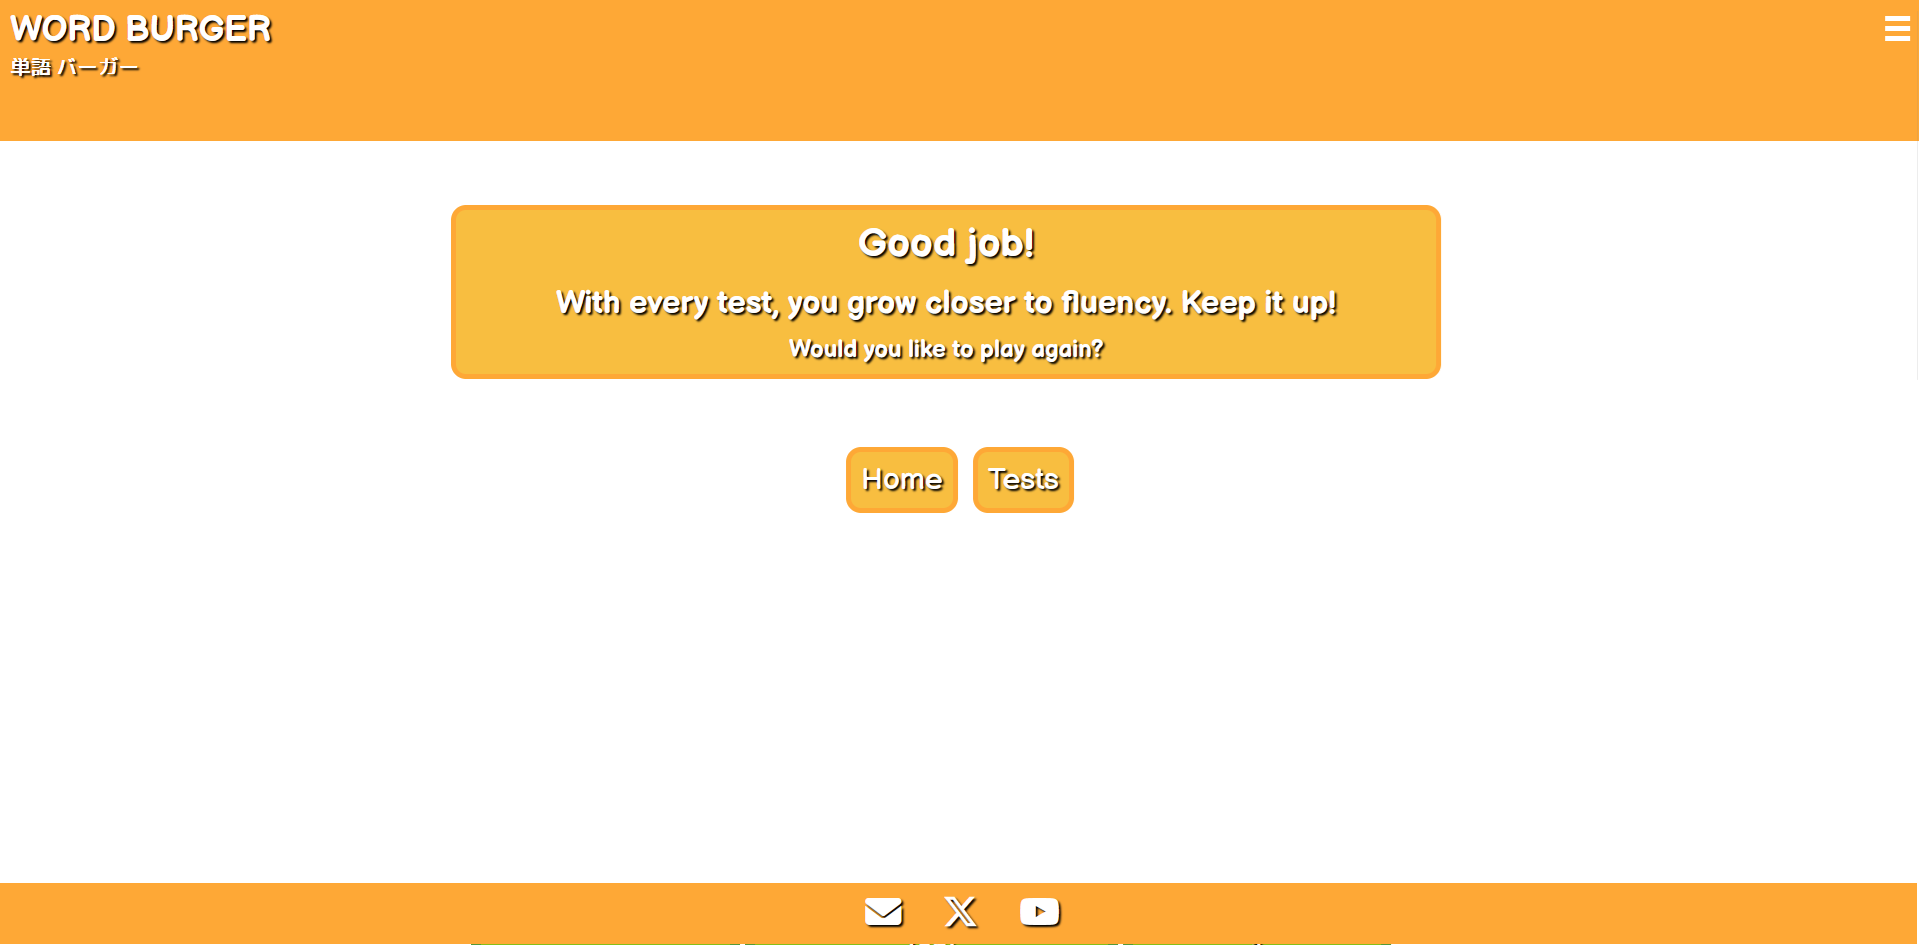 WORD BURGER
単語 バーガー
Good job!
With every test, you grow closer to fluency. Keep it up!
Would you like to play again?
Home
Tests